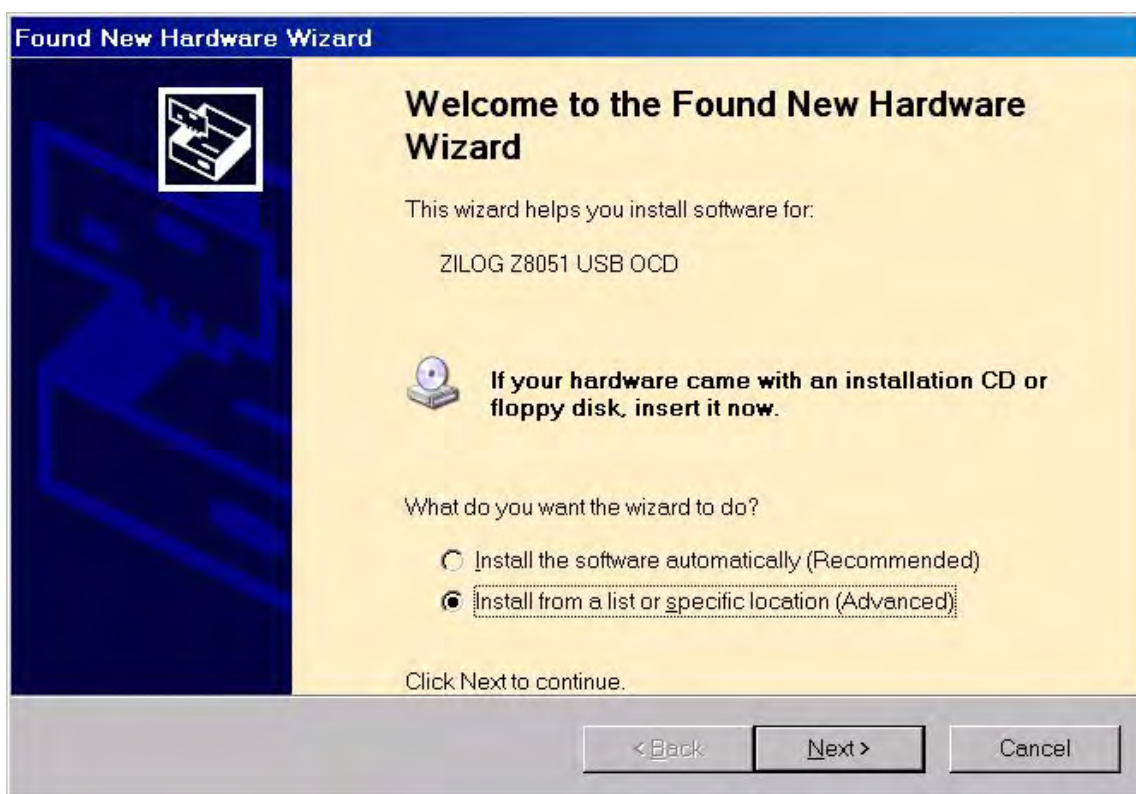 Found New Hardware Wizard
Welcome to the Found New Hardware
Wizard
This wizard helps you install software for:
ZILOG Z8051 USB OCD
If your hardware came with an installation CD or
floppy disk, insert it now.
What do you want the wizard to do?
Install the software automatically (Recommended)
Install from a list or specific location (Advanced)
Click Next to continue.
< Back Next > Cancel